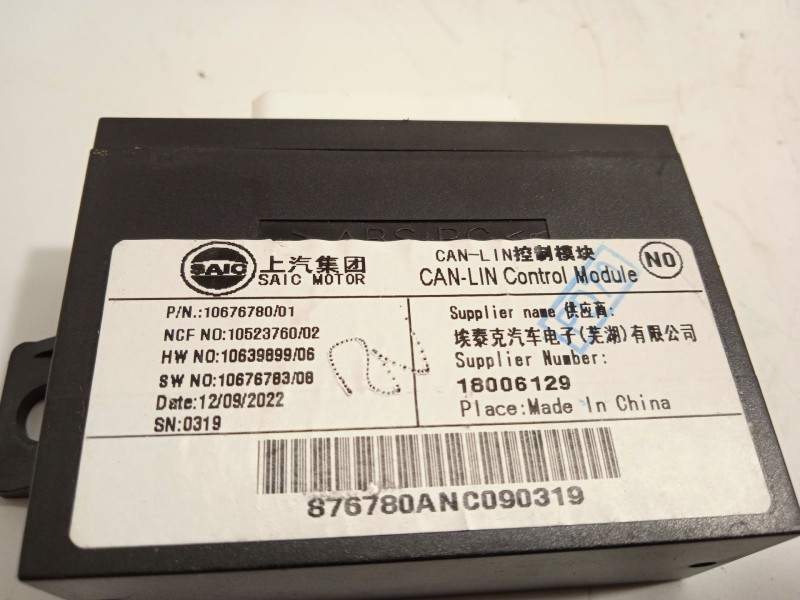 > ABS/PC <
SAIC
上汽集团
SAIC MOTOR
CAN-LIN控制模块
CAN-LIN Control Module
NO
P/N.:10676780/01
NCF NO:10523760/02
HW NO:10639899/06
SW NO:10676783/08
Date:12/09/2022
SN:0319
Supplier name 供应商:
埃泰克汽车电子(芜湖)有限公司
Supplier Number:
18006129
Place:Made In China
876780ANC090319